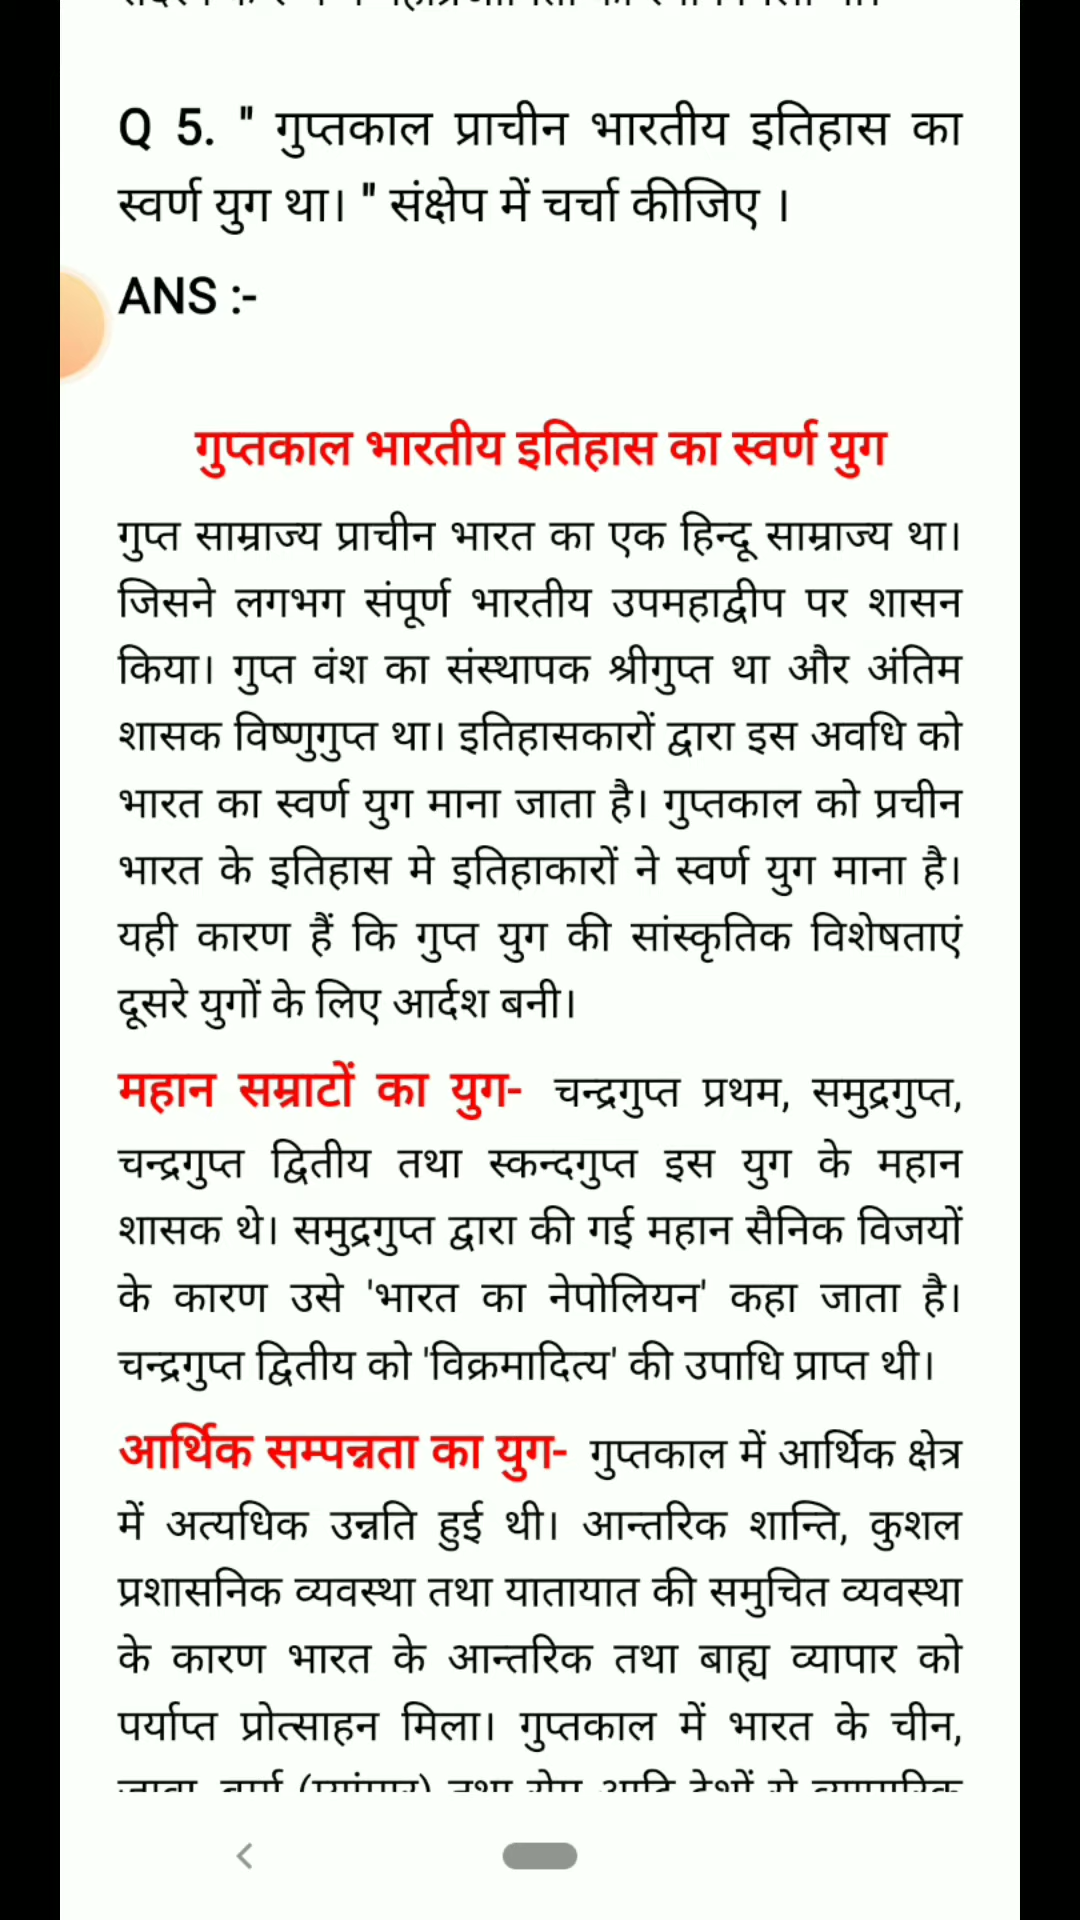 Q 5. " गुप्तकाल प्राचीन भारतीय इतिहास का
स्वर्ण युग था। " संक्षेप में चर्चा कीजिए ।
ANS :-
गुप्तकाल भारतीय इतिहास का स्वर्ण युग
गुप्त साम्राज्य प्राचीन भारत का एक हिन्दू साम्राज्य था।
जिसने लगभग संपूर्ण भारतीय उपमहाद्वीप पर शासन
किया। गुप्त वंश का संस्थापक श्रीगुप्त था और अंतिम
शासक विष्णुगुप्त था। इतिहासकारों द्वारा इस अवधि को
भारत का स्वर्ण युग माना जाता है। गुप्तकाल को प्रचीन
भारत के इतिहास मे इतिहाकारों ने स्वर्ण युग माना है।
यही कारण हैं कि गुप्त युग की सांस्कृतिक विशेषताएं
दूसरे युगों के लिए आर्दश बनी।
महान सम्राटों का युग- चन्द्रगुप्त प्रथम, समुद्रगुप्त,
चन्द्रगुप्त द्वितीय तथा स्कन्दगुप्त इस युग के महान
शासक थे। समुद्रगुप्त द्वारा की गई महान सैनिक विजयों
के कारण उसे 'भारत का नेपोलियन' कहा जाता है।
चन्द्रगुप्त द्वितीय को 'विक्रमादित्य' की उपाधि प्राप्त थी।
आर्थिक सम्पन्नता का युग- गुप्तकाल में आर्थिक क्षेत्र
में अत्यधिक उन्नति हुई थी। आन्तरिक शान्ति, कुशल
प्रशासनिक व्यवस्था तथा यातायात की समुचित व्यवस्था
के कारण भारत के आन्तरिक तथा बाह्य व्यापार को
पर्याप्त प्रोत्साहन मिला। गुप्तकाल में भारत के चीन,